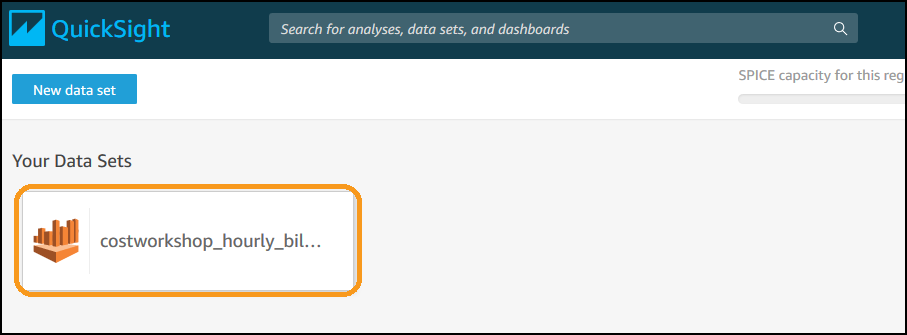 QuickSight
Search for analyses, data sets, and dashboards
New data set
SPICE capacity for this reg
Your Data Sets
costworkshop_hourly_bil...